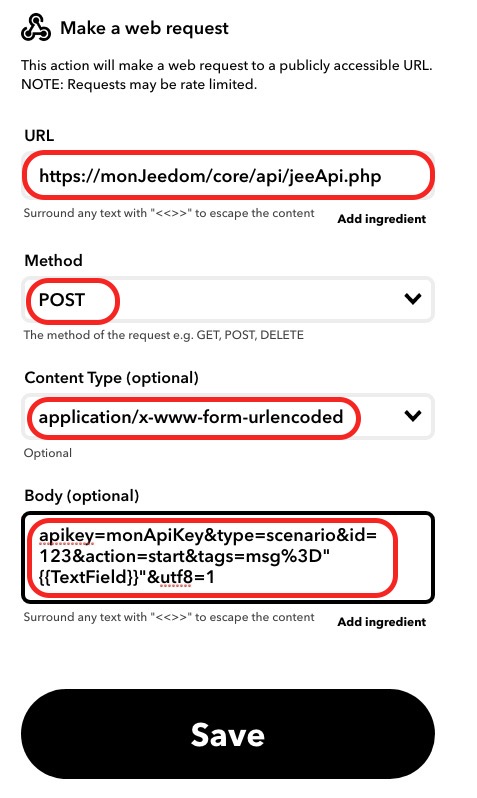 Make a web request
This action will make a web request to a publicly accessible URL.
NOTE: Requests may be rate limited.
URL
https://monJeedom/core/api/jeeApi.php
Surround any text with "<<>>" to escape the content
Add ingredient
Method
POST
The method of the request e.g. GET, POST, DELETE
Content Type (optional)
application/x-www-form-urlencoded
Optional
Body (optional)
apikey=monApiKey&type=scenario&id=
123&action=start&tags=msg%3D"
{{TextField}}"&utf8=1
Surround any text with "<<>>" to escape the content
Add ingredient
Save